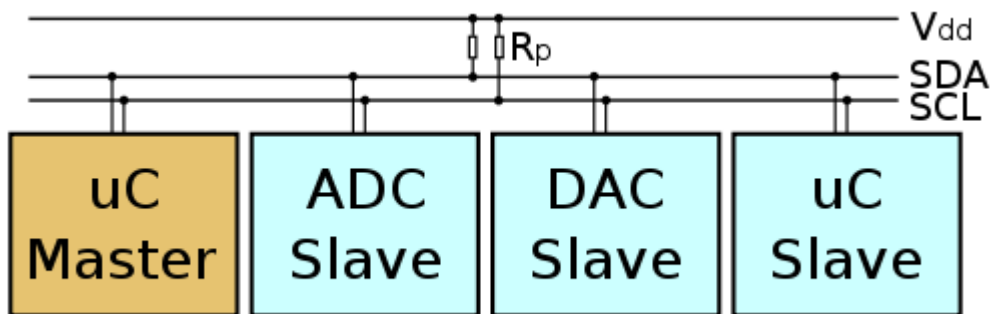 Vdd
Rp
SDA
SCL
uC
Master
ADC
Slave
DAC
Slave
uC
Slave